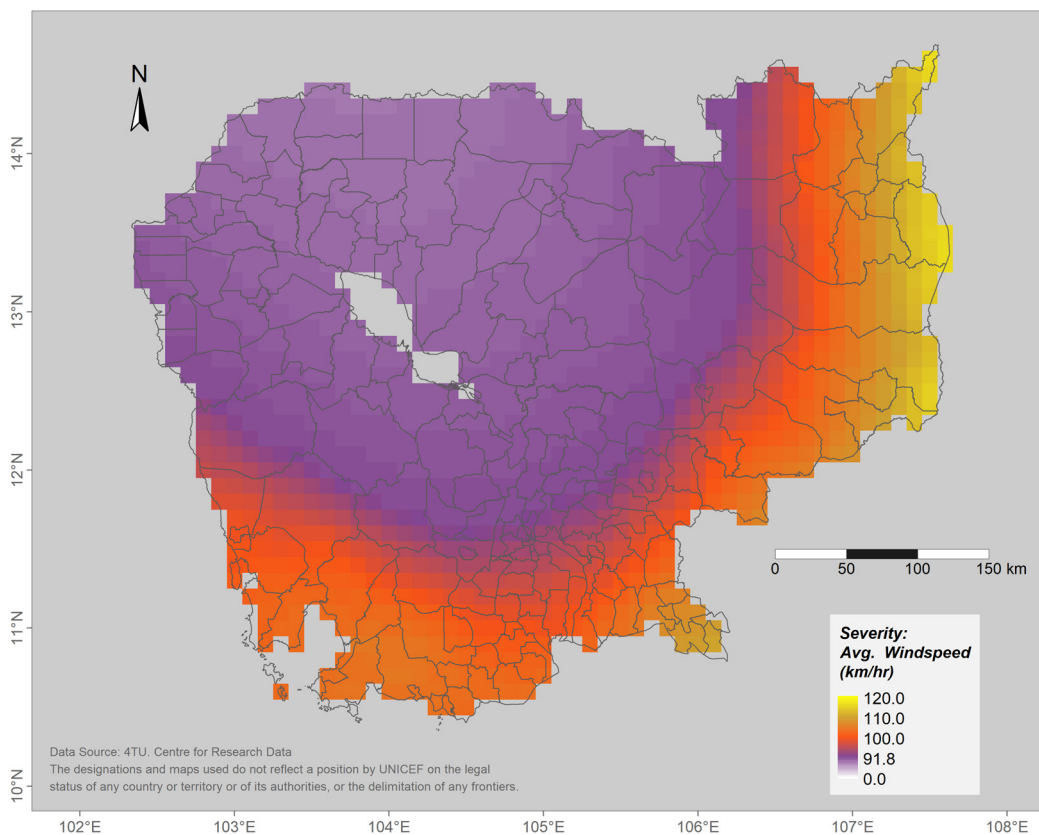 N
14°N
13°N
12°N
11°N
10°N
0 50 100 150 km
Severity:
Avg. Windspeed
(km/hr)
120.0
110.0
100.0
91.8
0.0
Data Source: 4TU. Centre for Research Data
The designations and maps used do not reflect a position by UNICEF on the legal
status of any country or territory or of its authorities, or the delimitation of any frontiers.
102°E 103°E 104°E 105°E 106°E 107°E 108°E